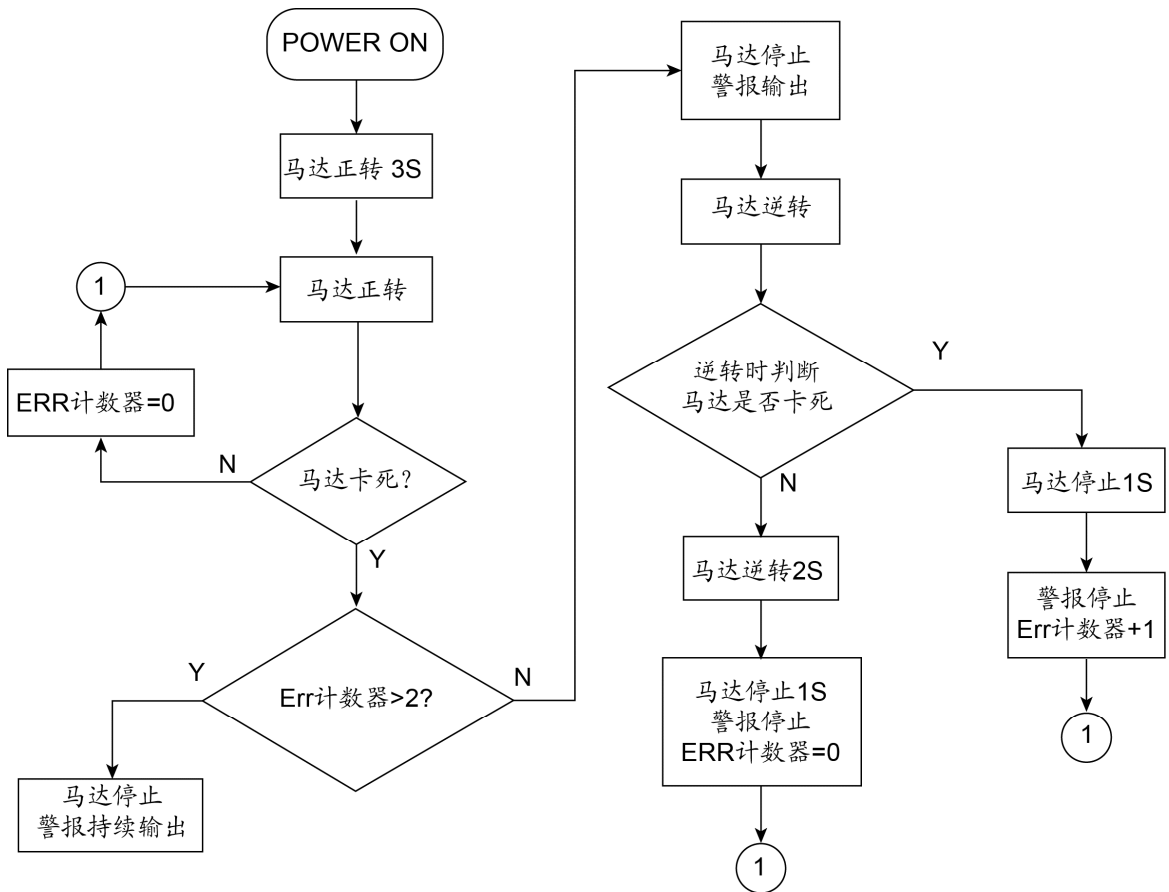 POWER ON
马达正转 3S
1
马达正转
ERR计数器=0
N
马达卡死?
Y
Y
Err计数器>2?
N
马达停止
警报持续输出
马达停止
警报输出
马达逆转
逆转时判断
马达是否卡死
Y
N
马达逆转2S
马达停止1S
警报停止
ERR计数器=0
1
马达停止1S
警报停止
Err计数器+1
1